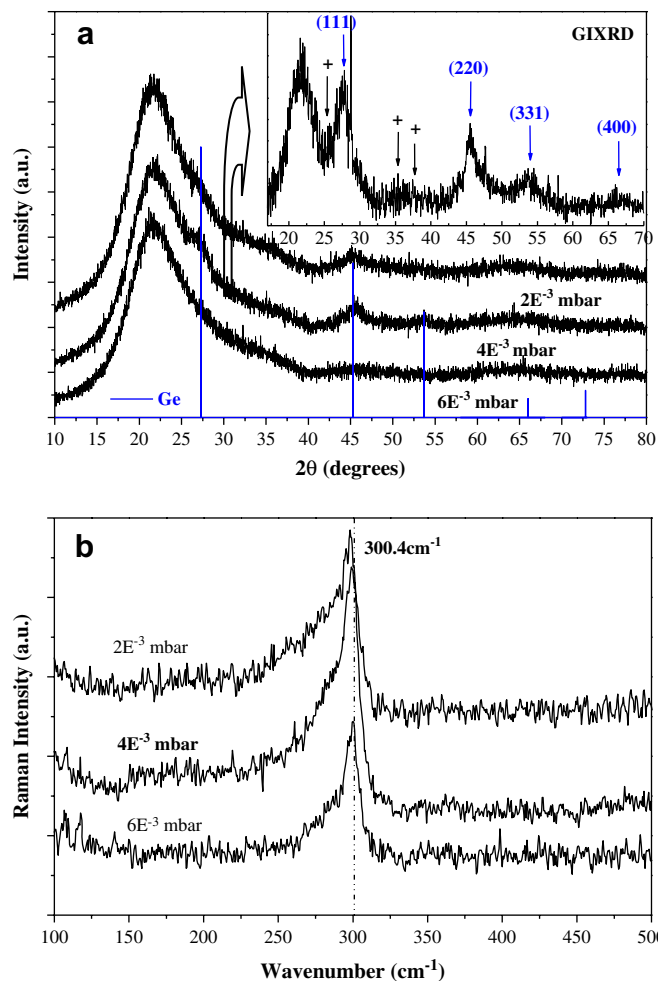 a
GIXRD
(111)
(220)
(331)
(400)
+
+
+
20 25 30 35 40 45 50 55 60 65 70
2E⁻³ mbar
4E⁻³ mbar
6E⁻³ mbar
Ge
Intensity (a.u.)
10 15 20 25 30 35 40 45 50 55 60 65 70 75 80
2θ (degrees)
b
300.4cm⁻¹
2E⁻³ mbar
4E⁻³ mbar
6E⁻³ mbar
Raman Intensity (a.u.)
100 150 200 250 300 350 400 450 500
Wavenumber (cm⁻¹)